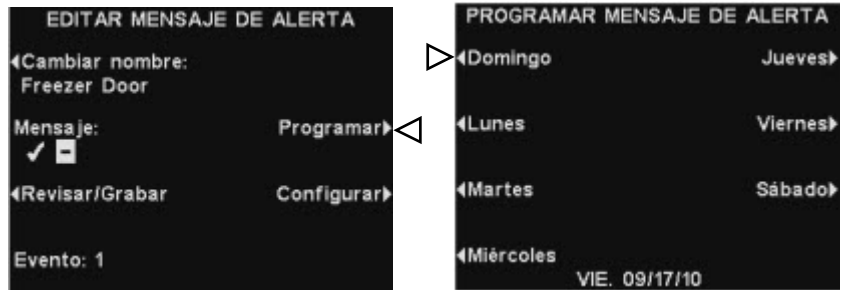 EDITAR MENSAJE DE ALERTA
Cambiar nombre:
Freezer Door
Mensaje:
Programar
Revisar/Grabar
Configurar
Evento: 1
PROGRAMAR MENSAJE DE ALERTA
Domingo
Jueves
Lunes
Viernes
Martes
Sábado
Miércoles
VIE. 09/17/10